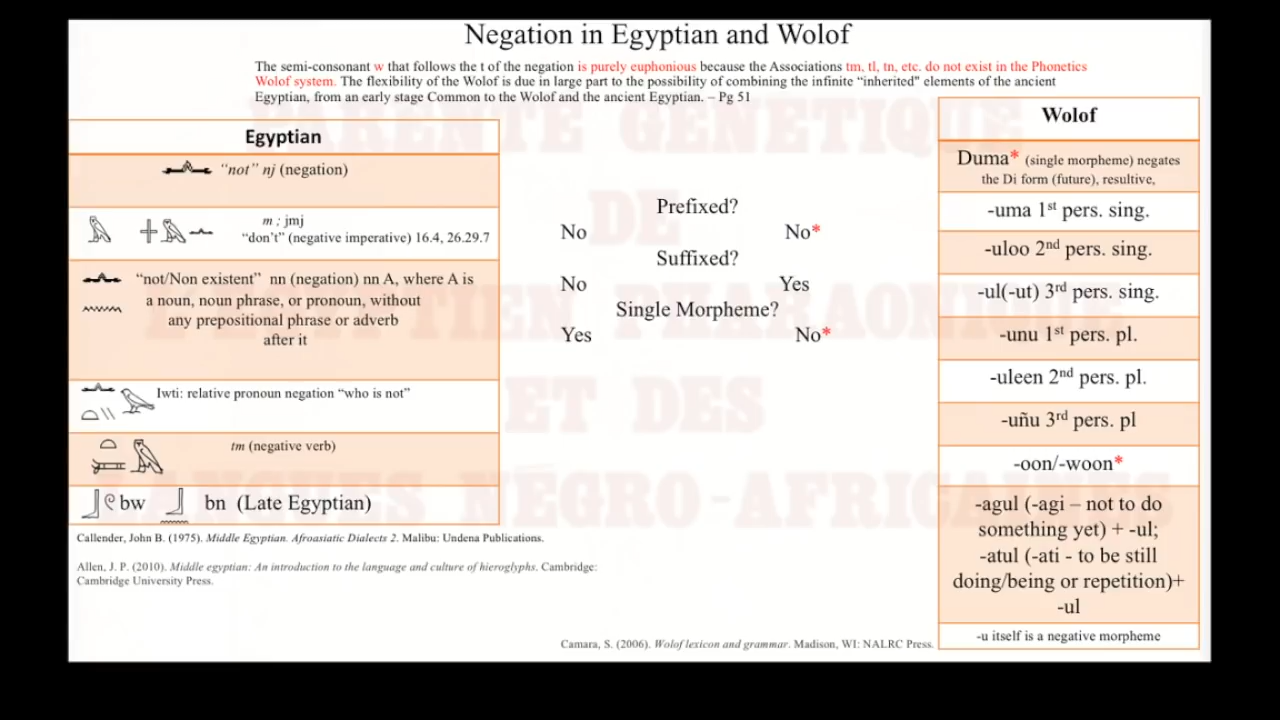 Negation in Egyptian and Wolof
The semi-consonant w that follows the t of the negation is purely euphonious because the Associations tm, tl, tn, etc. do not exist in the Phonetics
Wolof system. The flexibility of the Wolof is due in large part to the possibility of combining the infinite “inherited" elements of the ancient
Egyptian, from an early stage Common to the Wolof and the ancient Egyptian. – Pg 51
PARENTÉ GÉNÉTIQUE
DE
L'ÉGYPTIEN PHARAONIQUE
ET DES
LANGUES NÉGRO-AFRICAINES
Egyptian
“not” nj (negation)
m ; jmj
“don’t” (negative imperative) 16.4, 26.29.7
“not/Non existent” nn (negation) nn A, where A is
a noun, noun phrase, or pronoun, without
any prepositional phrase or adverb
after it
Iwti: relative pronoun negation “who is not”
tm (negative verb)
bw bn (Late Egyptian)
Callender, John B. (1975). Middle Egyptian. Afroasiatic Dialects 2. Malibu: Undena Publications.
Allen, J. P. (2010). Middle egyptian: An introduction to the language and culture of hieroglyphs. Cambridge:
Cambridge University Press.
Prefixed?
No No*
Suffixed?
No Yes
Single Morpheme?
Yes No*
Wolof
Duma* (single morpheme) negates
the Di form (future), resultive,
-uma 1st pers. sing.
-uloo 2nd pers. sing.
-ul(-ut) 3rd pers. sing.
-unu 1st pers. pl.
-uleen 2nd pers. pl.
-uñu 3rd pers. pl
-oon/-woon*
-agul (-agi – not to do
something yet) + -ul;
-atul (-ati - to be still
doing/being or repetition)+
-ul
-u itself is a negative morpheme
Camara, S. (2006). Wolof lexicon and grammar. Madison, WI: NALRC Press.